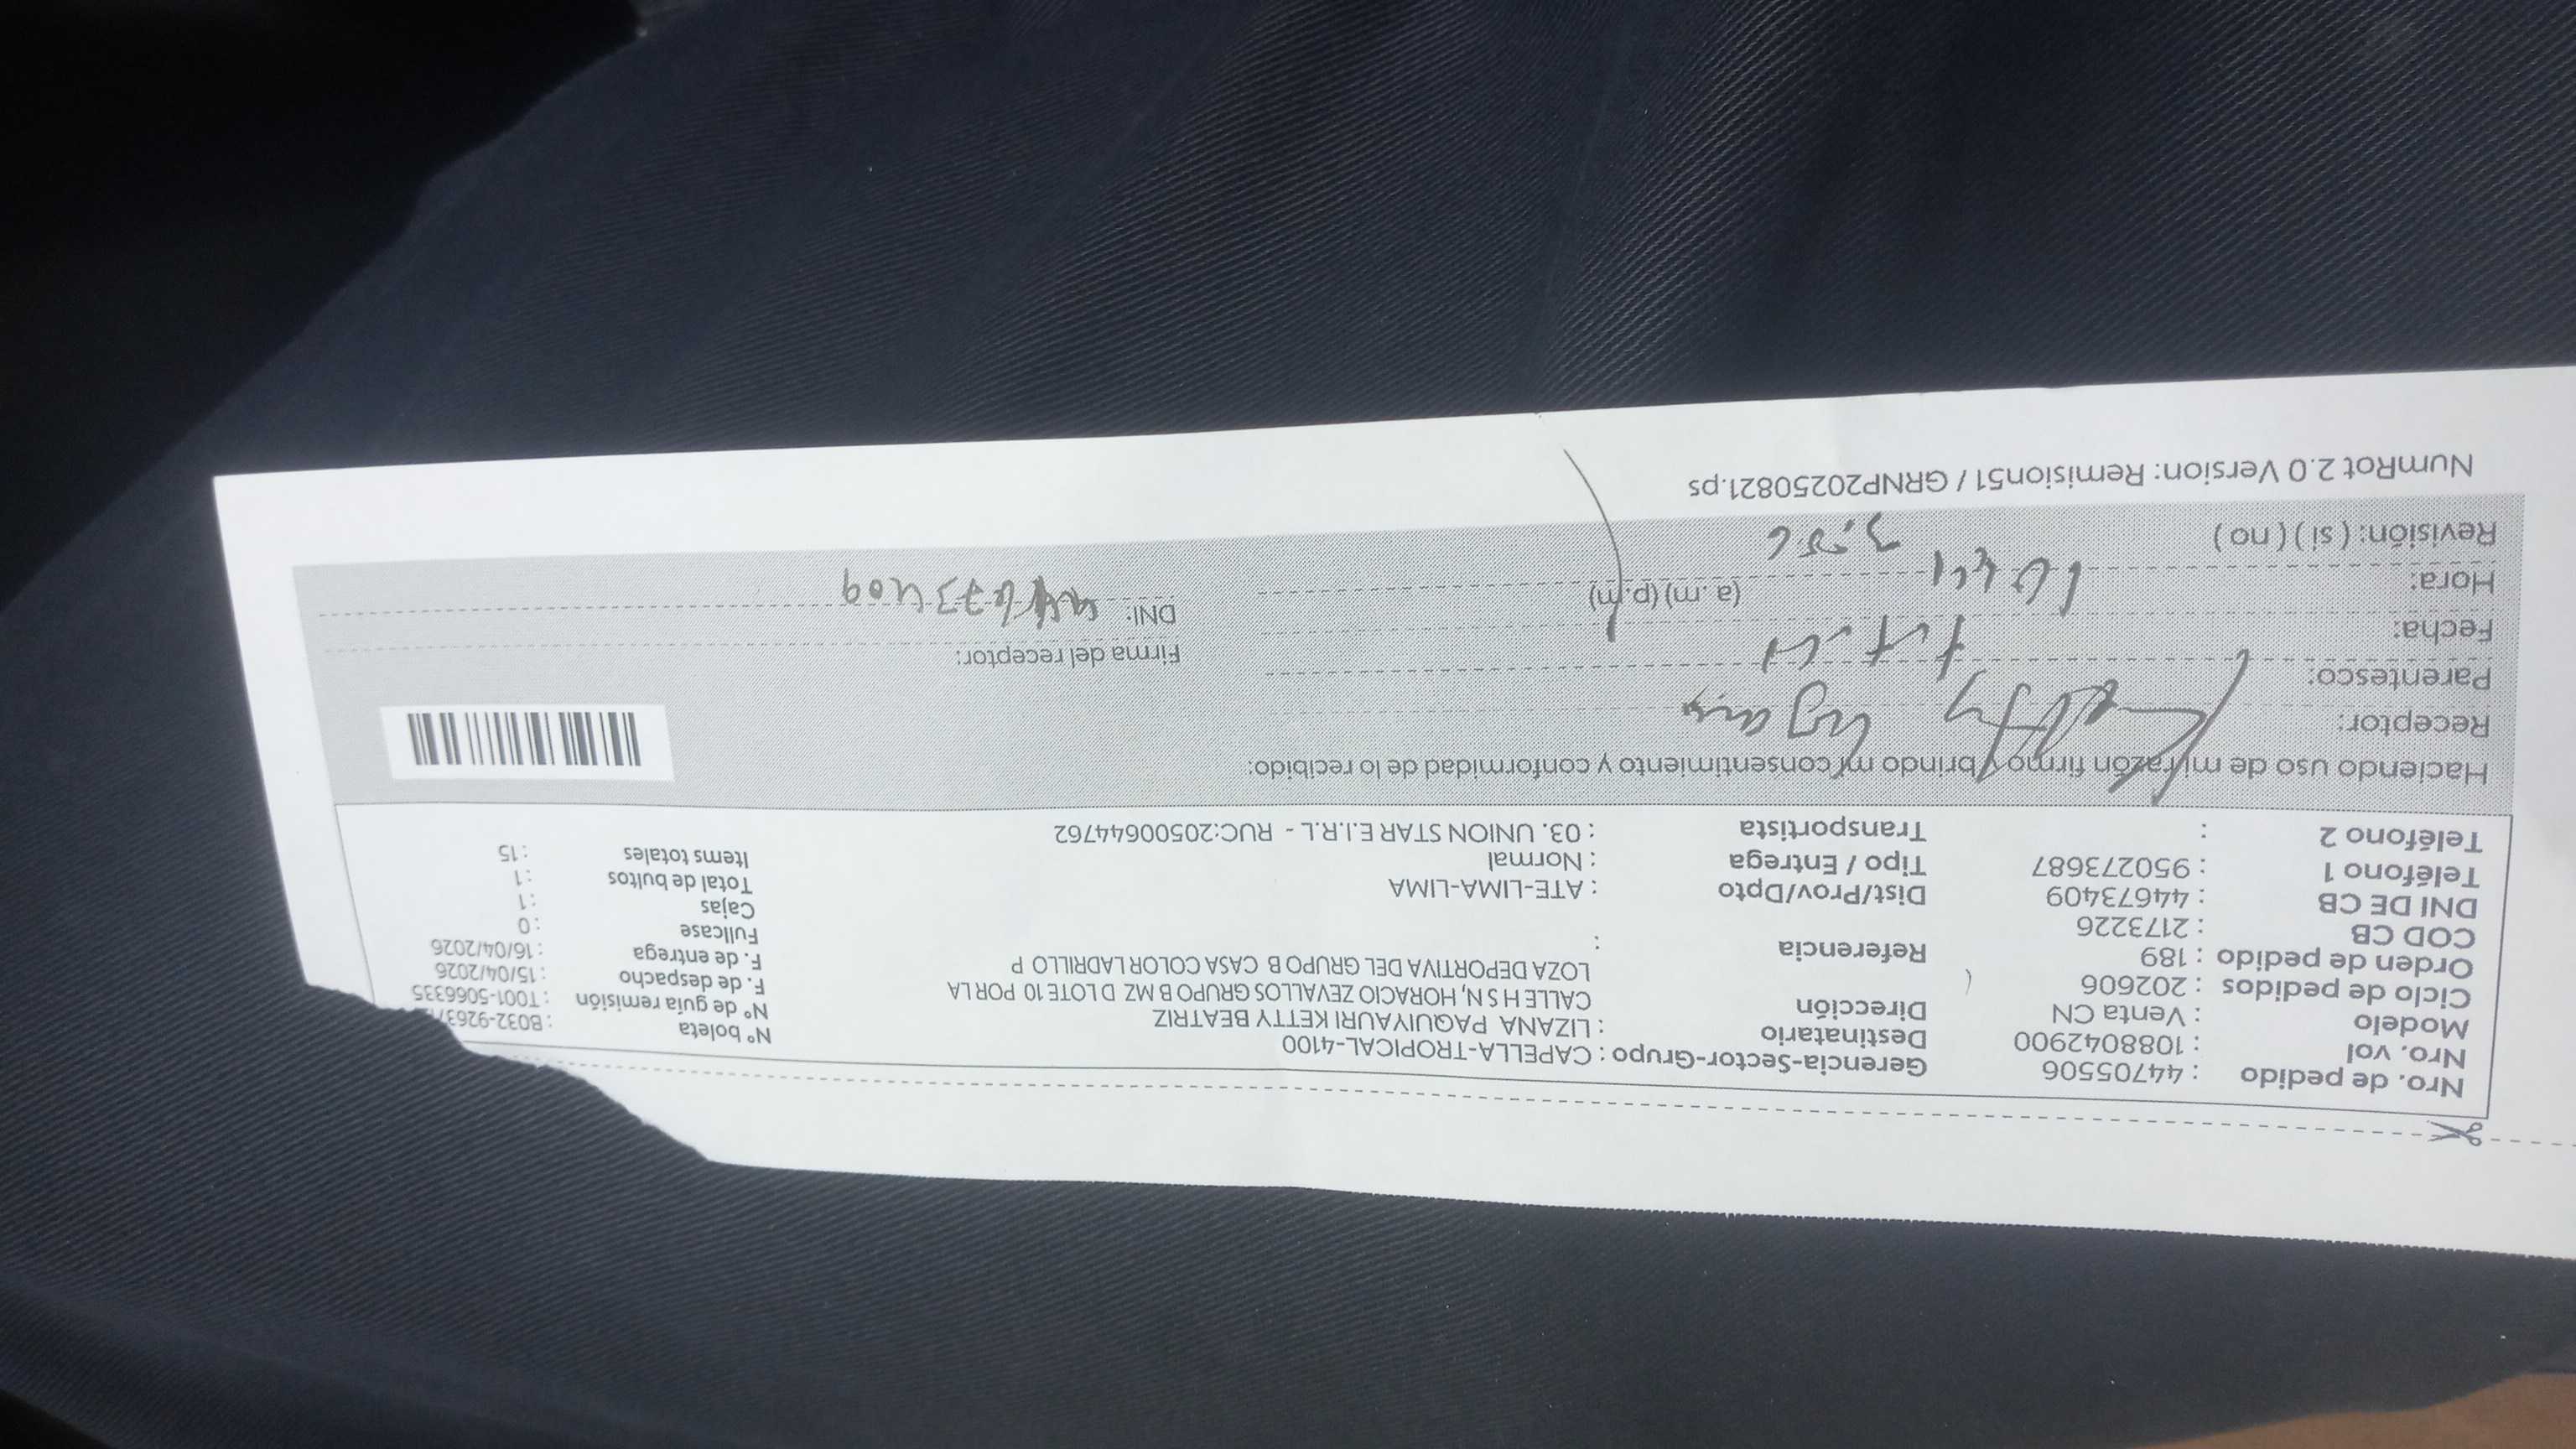 Nro. de pedido : 44705506 Gerencia-Sector-Grupo : CAPELLA-TROPICAL-4100 Nº boleta : B032-9263
Nro. vol : 1088042900 Destinatario : LIZANA PAQUIYAURI KETTY BEATRIZ Nº de guia remisión : T001-5066335
Modelo : Venta CN Dirección CALLE H S N, HORACIO ZEVALLOS GRUPO B MZ D LOTE 10 POR LA F. de despacho : 15/04/2026
Ciclo de pedidos : 202606 LOZA DEPORTIVA DEL GRUPO B CASA COLOR LADRILLO P F. de entrega : 16/04/2026
Orden de pedido : 189 Referencia : Fullcase : 0
COD CB : 2173226 Cajas : 1
DNI DE CB : 44673409 Dist/Prov/Dpto : ATE-LIMA-LIMA Total de bultos : 1
Teléfono 1 : 950273687 Tipo / Entrega : Normal Items totales : 15
Teléfono 2 : Transportista : 03. UNION STAR E.I.R.L - RUC:20500644762
Haciendo uso de mi razón firmo y brindo mi consentimiento y conformidad de lo recibido:
Receptor: Ketty
Parentesco: Firma del receptor:
Fecha: DNI: 44673409
Hora: (a.m) (p.m)
Revisión: ( si ) ( no )
NumRot 2.0 Version: Remision51 / GRNP20250821.ps